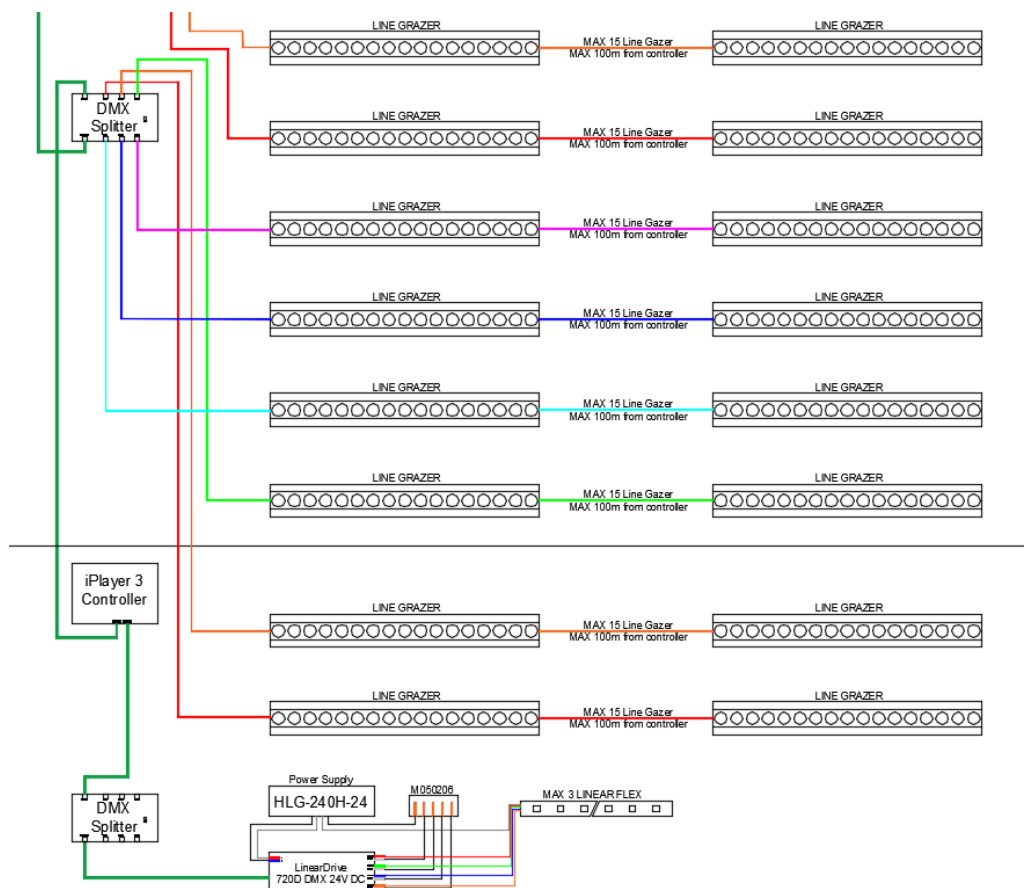 LINE GRAZER
LINE GRAZER
MAX 15 Line Gazer
MAX 100m from controller
DMX
Splitter
LINE GRAZER
LINE GRAZER
MAX 15 Line Gazer
MAX 100m from controller
LINE GRAZER
LINE GRAZER
MAX 15 Line Gazer
MAX 100m from controller
LINE GRAZER
LINE GRAZER
MAX 15 Line Gazer
MAX 100m from controller
LINE GRAZER
LINE GRAZER
MAX 15 Line Gazer
MAX 100m from controller
LINE GRAZER
LINE GRAZER
MAX 15 Line Gazer
MAX 100m from controller
iPlayer 3
Controller
LINE GRAZER
LINE GRAZER
MAX 15 Line Gazer
MAX 100m from controller
LINE GRAZER
LINE GRAZER
MAX 15 Line Gazer
MAX 100m from controller
DMX
Splitter
Power Supply
HLG-240H-24
M050206
MAX 3 LINEAR FLEX
LinearDrive
720D DMX 24V DC